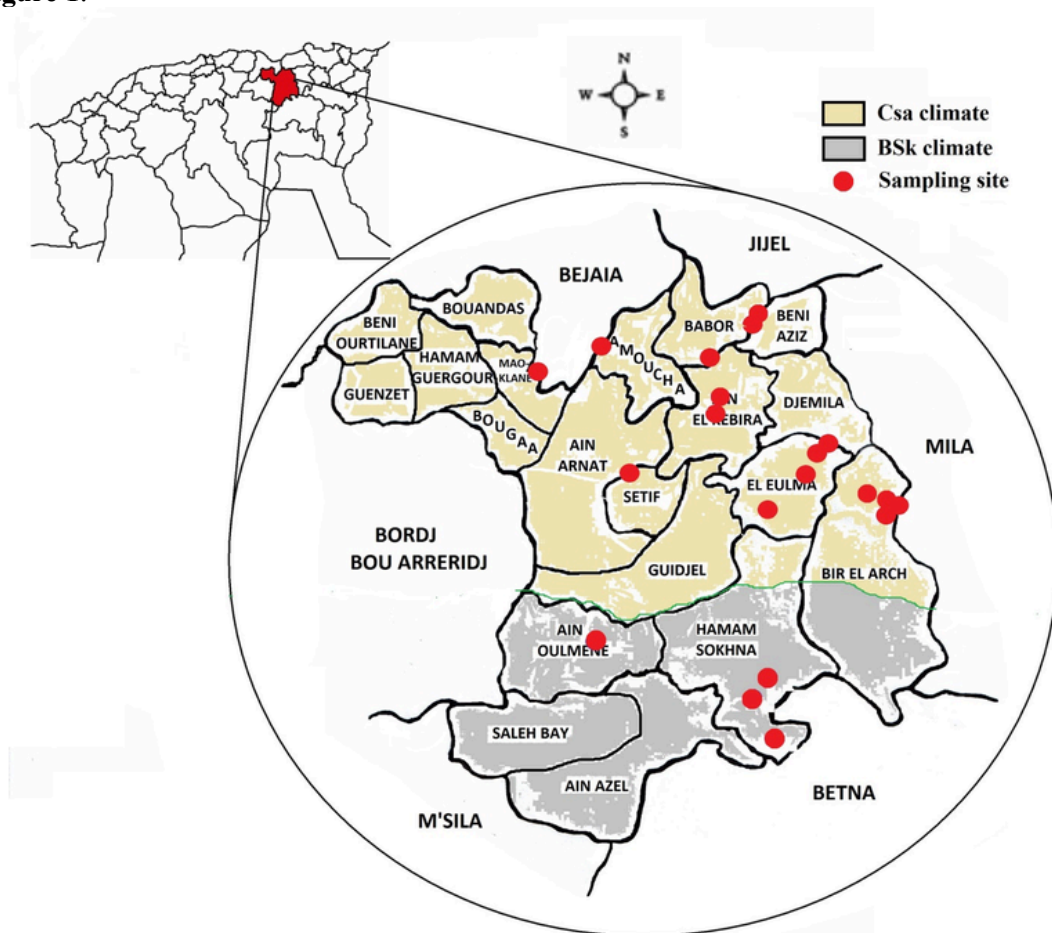 N
W E
S
Csa climate
BSk climate
Sampling site
JIJEL
BEJAIA
BOUANDAS
BENI
OURTILANE
BABOR
BENI
AZIZ
AMOUCHA
HAMAM
GUERGOUR
MAO-
KLANE
GUENZET
DJEMILA
EL KEBIRA
BOUGAA
AIN
ARNAT
MILA
SETIF
EL EULMA
BORDJ
BOU ARRERIDJ
GUIDJEL
BIR EL ARCH
AIN
OULMENE
HAMAM
SOKHNA
SALEH BAY
AIN AZEL
BETNA
M'SILA